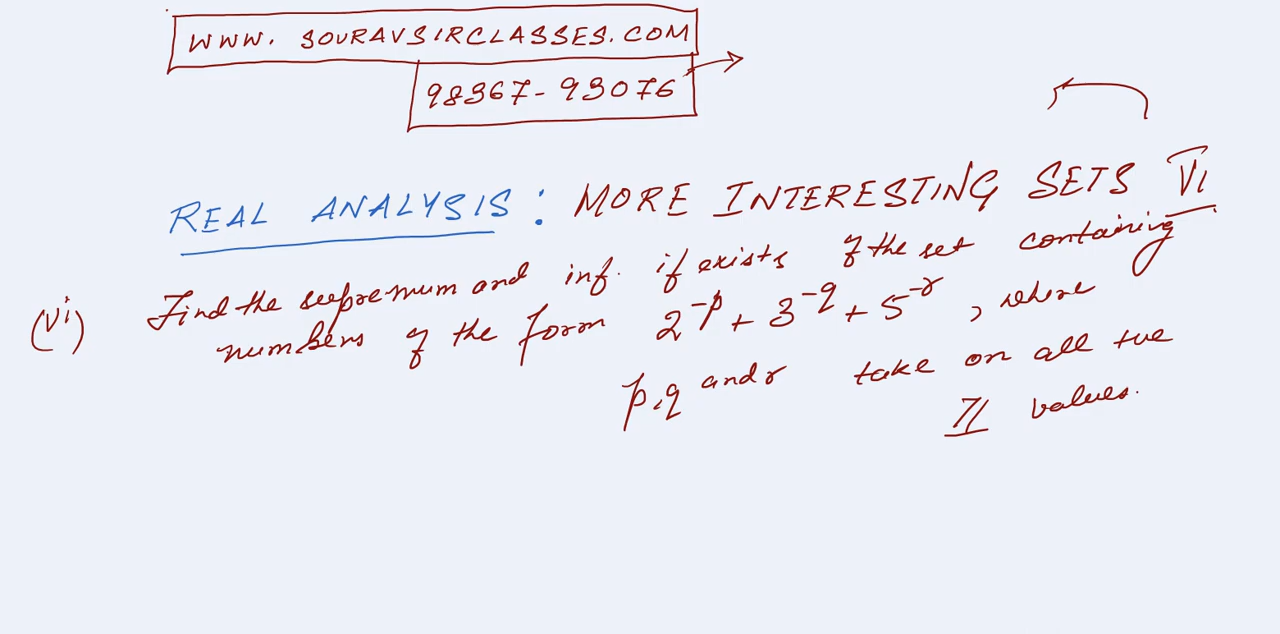 WWW. SOURAVSIRCLASSES.COM
98367-93076
REAL ANALYSIS: MORE INTERESTING SETS VI
(vi) Find the supremum and inf. if exists of the set containing
numbers of the form 2^{-p} + 3^{-q} + 5^{-r}, where
p, q and r take on all +ve
Z values.